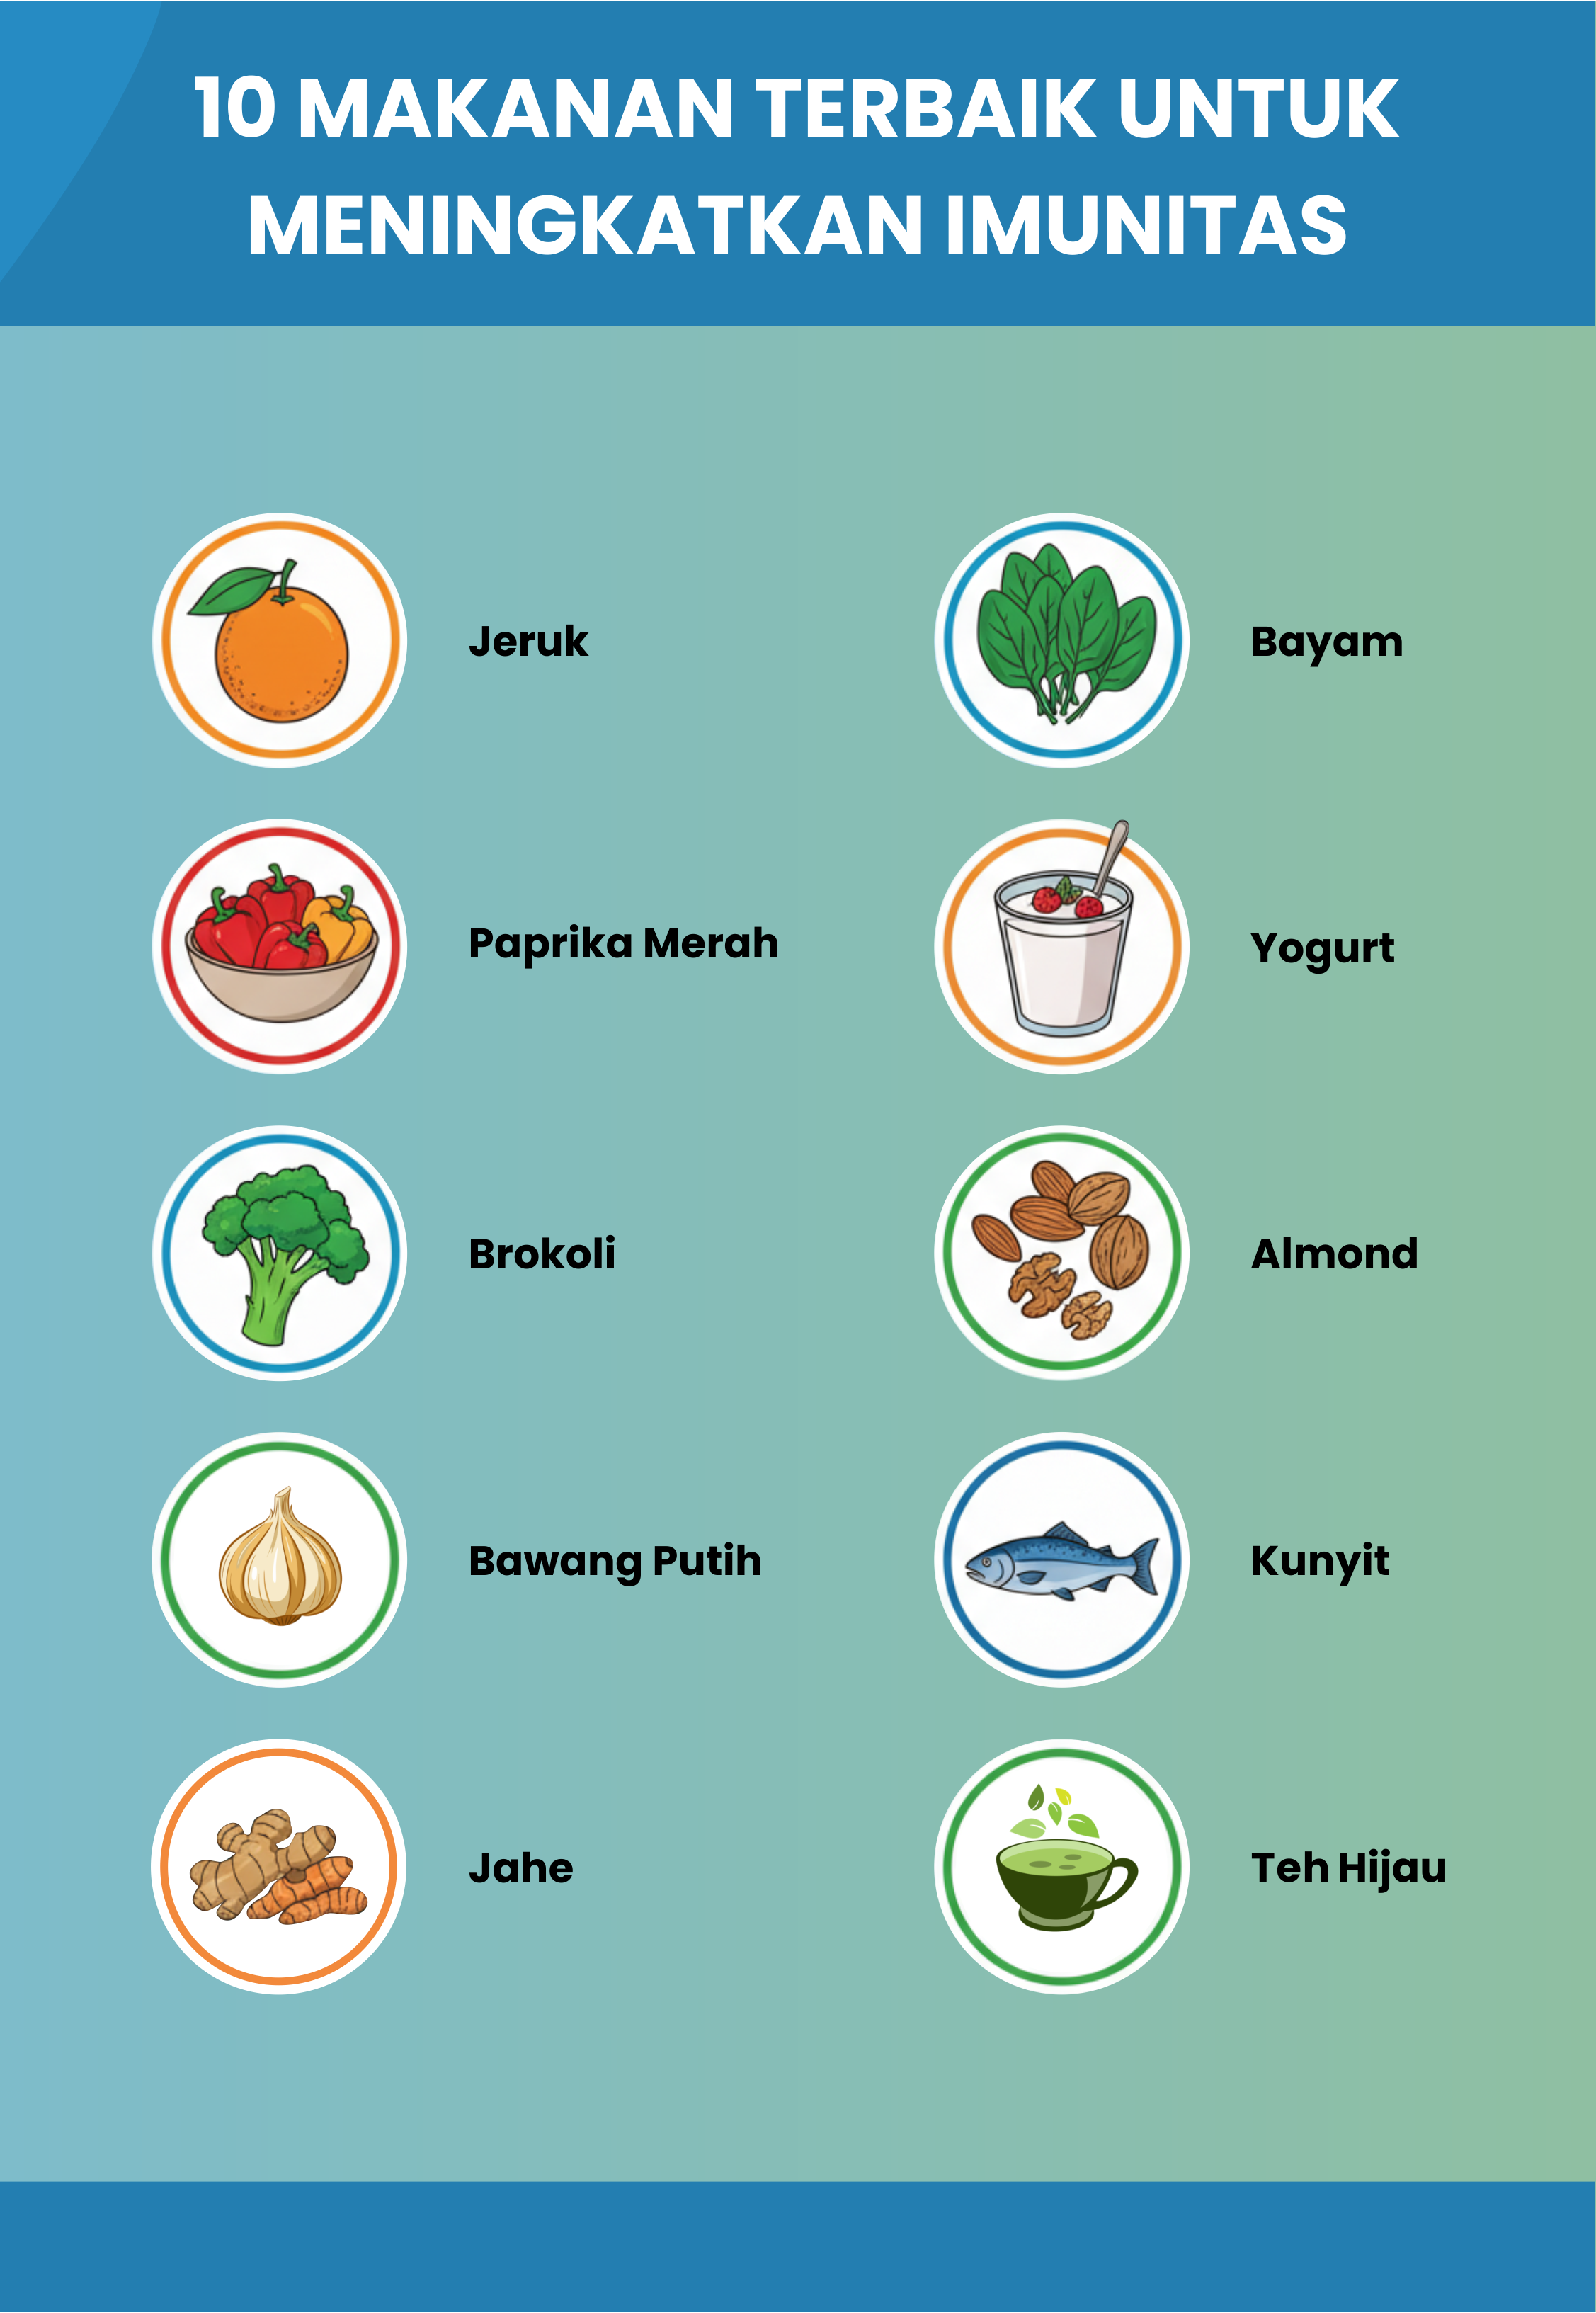 10 MAKANAN TERBAIK UNTUK
MENINGKATKAN IMUNITAS
Jeruk
Paprika Merah
Brokoli
Bawang Putih
Jahe
Bayam
Yogurt
Almond
Kunyit
Teh Hijau